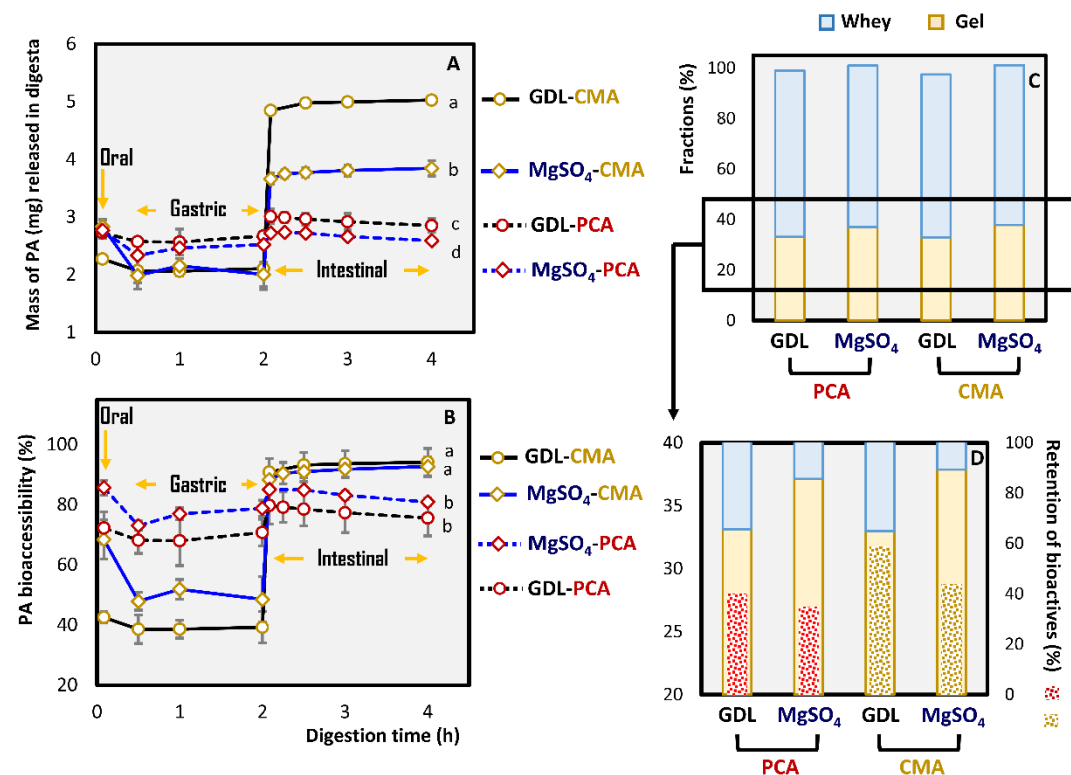 Mass of PA (mg) released in digesta
6
5
4
3
2
1
A
Oral
Gastric
Intestinal
a
b
c
d
0
1
2
3
4
GDL-CMA
MgSO₄-CMA
GDL-PCA
MgSO₄-PCA
PA bioaccessibility (%)
100
80
60
40
20
B
Oral
Gastric
Intestinal
a
a
b
b
0
1
2
3
4
Digestion time (h)
GDL-CMA
MgSO₄-CMA
MgSO₄-PCA
GDL-PCA
Whey Gel
Fractions (%)
100
80
60
40
20
0
C
GDL MgSO₄ GDL MgSO₄
PCA CMA
40
35
30
25
20
D
100
80
60
40
20
0
Retention of bioactives (%)
GDL MgSO₄ GDL MgSO₄
PCA CMA